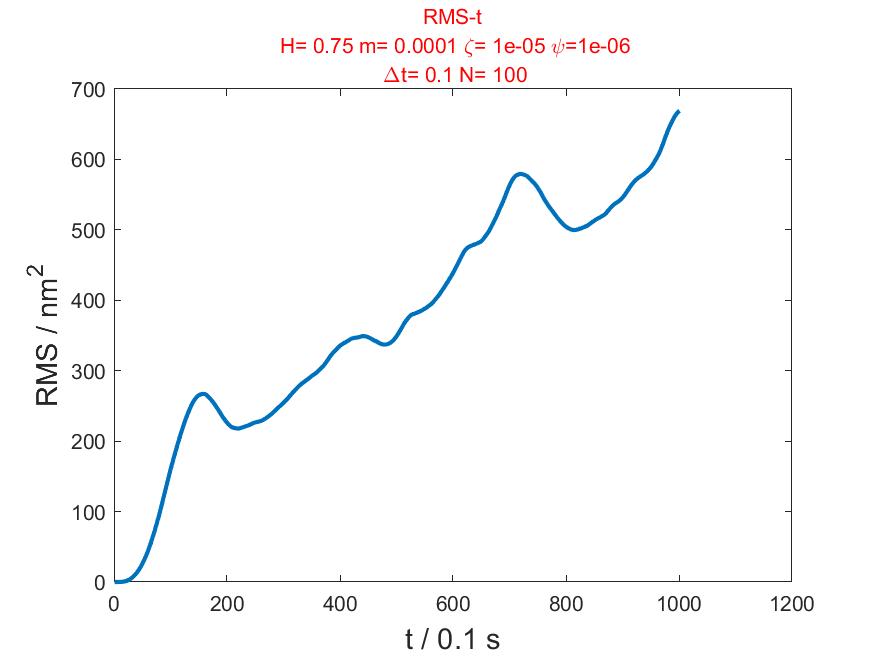 RMS-t
H= 0.75 m= 0.0001 ζ= 1e-05 ψ=1e-06
Δt= 0.1 N= 100
700
600
500
400
300
200
100
0
RMS / nm²
0 200 400 600 800 1000 1200
t / 0.1 s